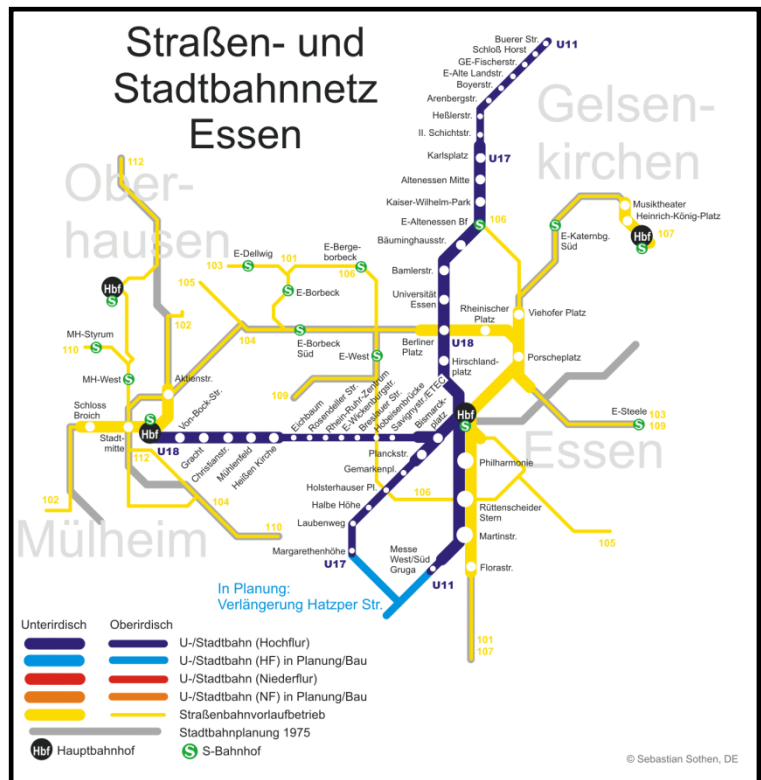 Straßen- und
Stadtbahnnetz
Essen
Buerer Str.
U11
Schloß Horst
GE-Fischerstr.
E-Alte Landstr.
Boyerstr.
Arenbergstr.
Heßlerstr.
II. Schichtstr.
Karlsplatz
U17
Altenessen Mitte
Kaiser-Wilhelm-Park
E-Altenessen Bf
106
Bäuminghausstr.
Bamlerstr.
Universität
Essen
Rheinischer
Platz
Berliner
Platz
U18
Hirschland-
platz
Gelsen-
kirchen
Musiktheater
Heinrich-König-Platz
107
Hbf
S
E-Katernbg.
Süd
Viehofer Platz
Porscheplatz
112
Ober-
hausen
Hbf
S
E-Dellwig
103
101
E-Berge-
borbeck
106
105
E-Borbeck
102
104
E-Borbeck
Süd
E-West
109
MH-Styrum
110
MH-West
Aktienstr.
Schloss
Broich
Stadt-
mitte
Hbf
S
U18
Von-Bock-Str.
Gracht
Christianstr.
Mühlenfeld
Heißen Kirche
Eichbaum
Rosendeller Str.
Rhein-Ruhr-Zentrum
E-Wickenburgstr.
Breslauer Str.
Hobeisenbrücke
Savignystr./ETEC
Bismarck-
platz
Hbf
S
E-Steele
103
109
Essen
Planckstr.
Gemarkenpl.
Holsterhauser Pl.
Halbe Höhe
Laubenweg
Margarethenhöhe
U17
106
Philharmonie
Rüttenscheider
Stern
Martinstr.
Messe
West/Süd
Gruga
U11
Florastr.
105
101
107
112
104
102
110
Mülheim
In Planung:
Verlängerung Hatzper Str.
Unterirdisch Oberirdisch
U-/Stadtbahn (Hochflur)
U-/Stadtbahn (HF) in Planung/Bau
U-/Stadtbahn (Niederflur)
U-/Stadtbahn (NF) in Planung/Bau
Straßenbahnvorlaufbetrieb
Stadtbahnplanung 1975
Hbf Hauptbahnhof S S-Bahnhof
© Sebastian Sothen, DE